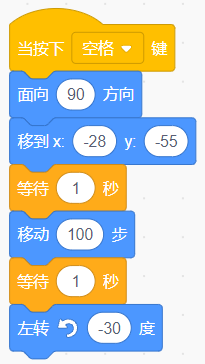 当按下 空格 键
面向 90 方向
移到 x: -28 y: -55
等待 1 秒
移动 100 步
等待 1 秒
左转 -30 度